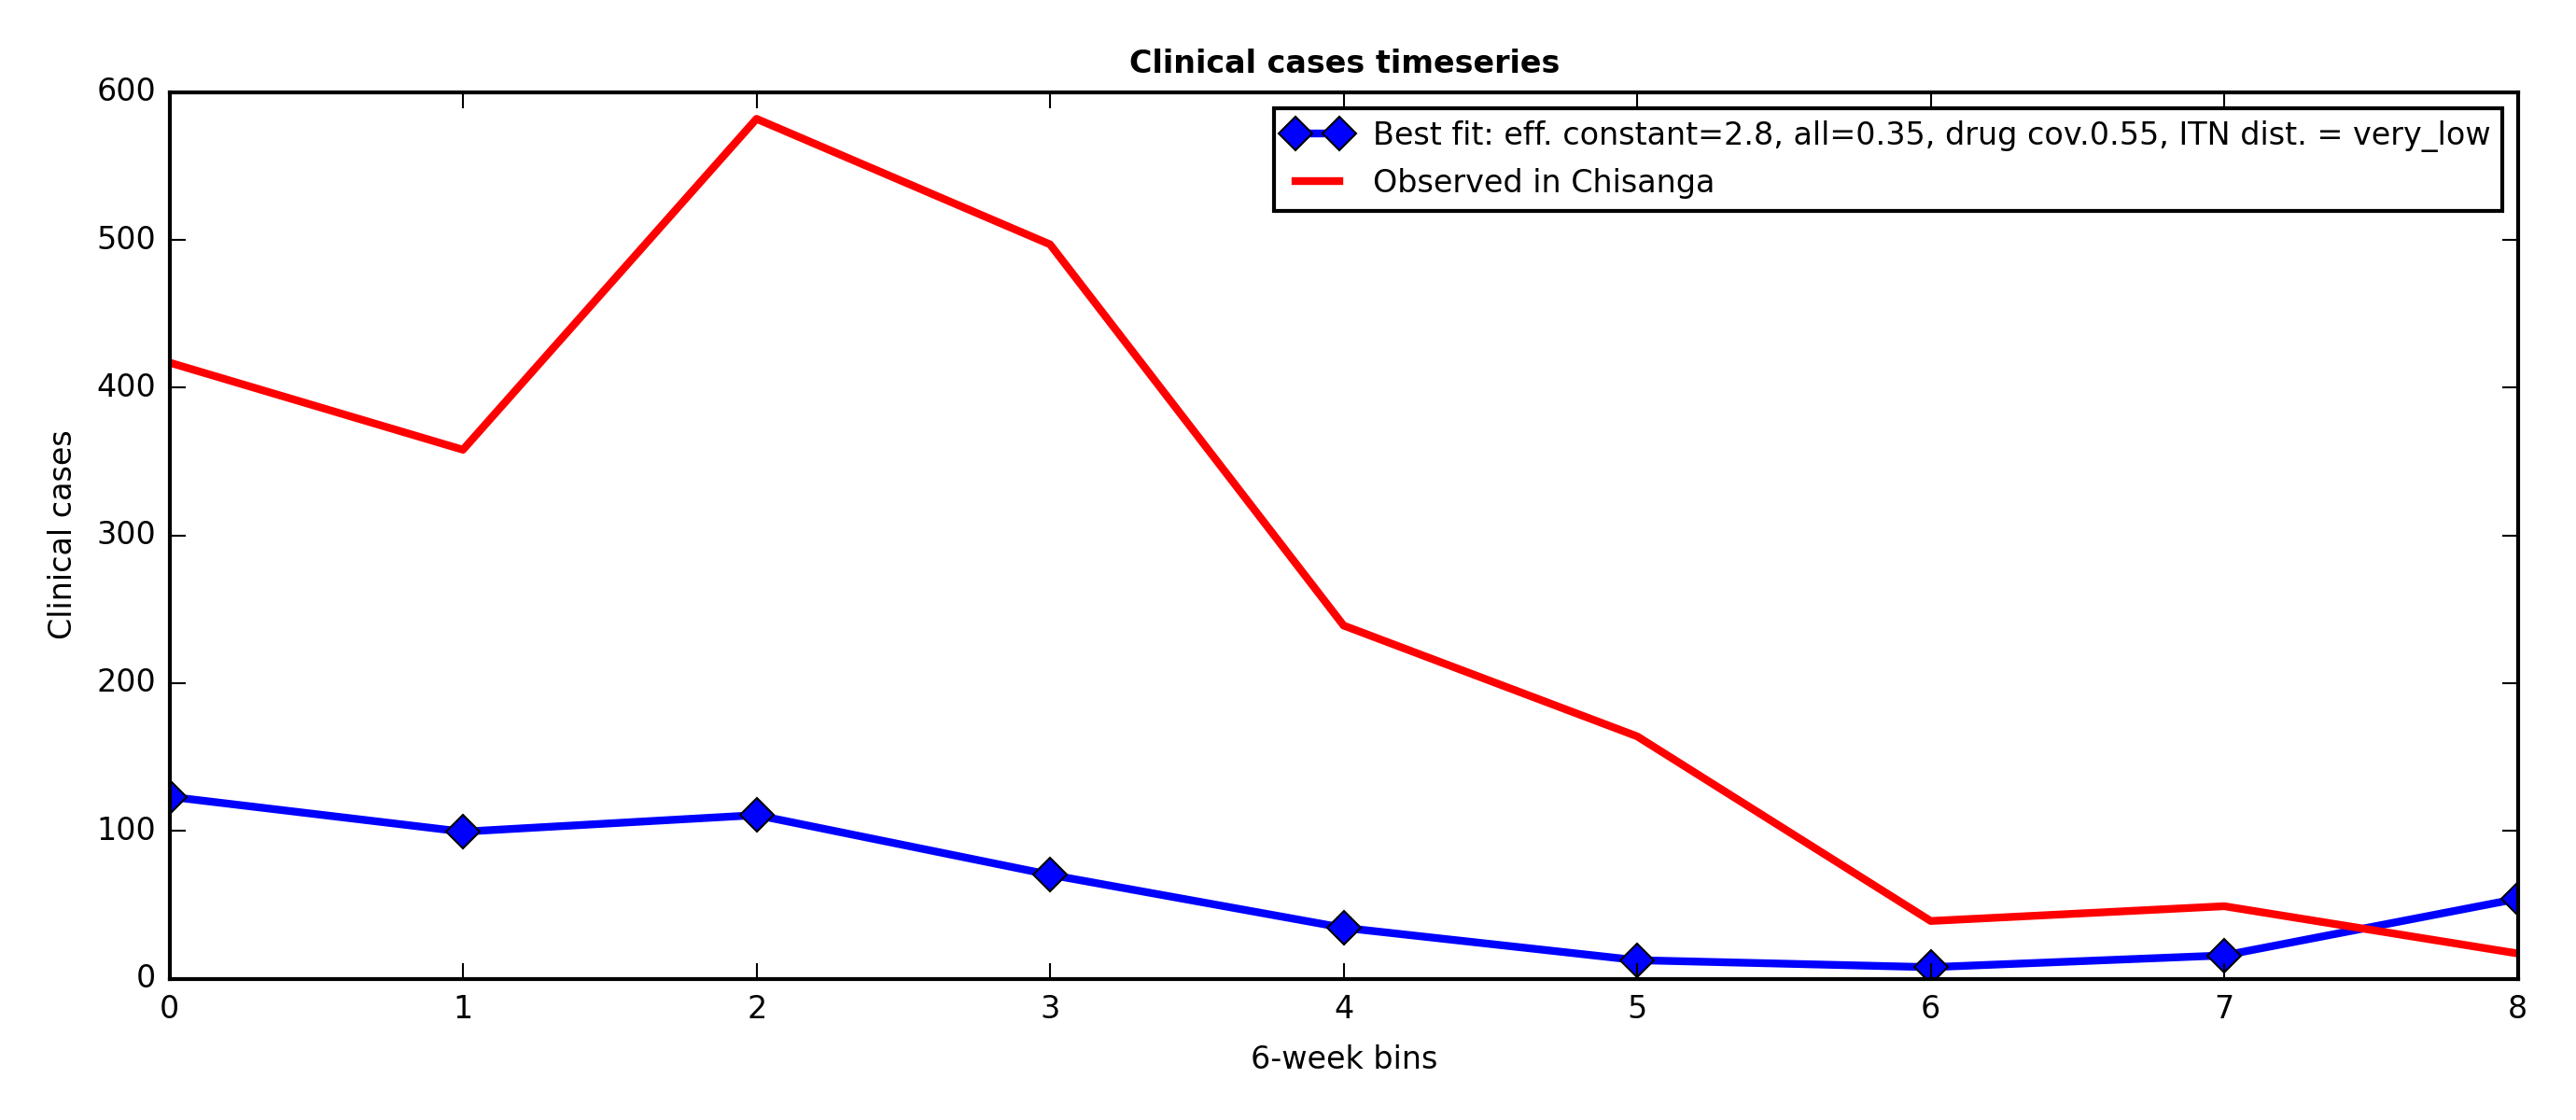 Clinical cases timeseries
600
500
400
300
200
100
0
Clinical cases
Best fit: eff. constant=2.8, all=0.35, drug cov.0.55, ITN dist. = very_low
Observed in Chisanga
0 1 2 3 4 5 6 7 8
6-week bins